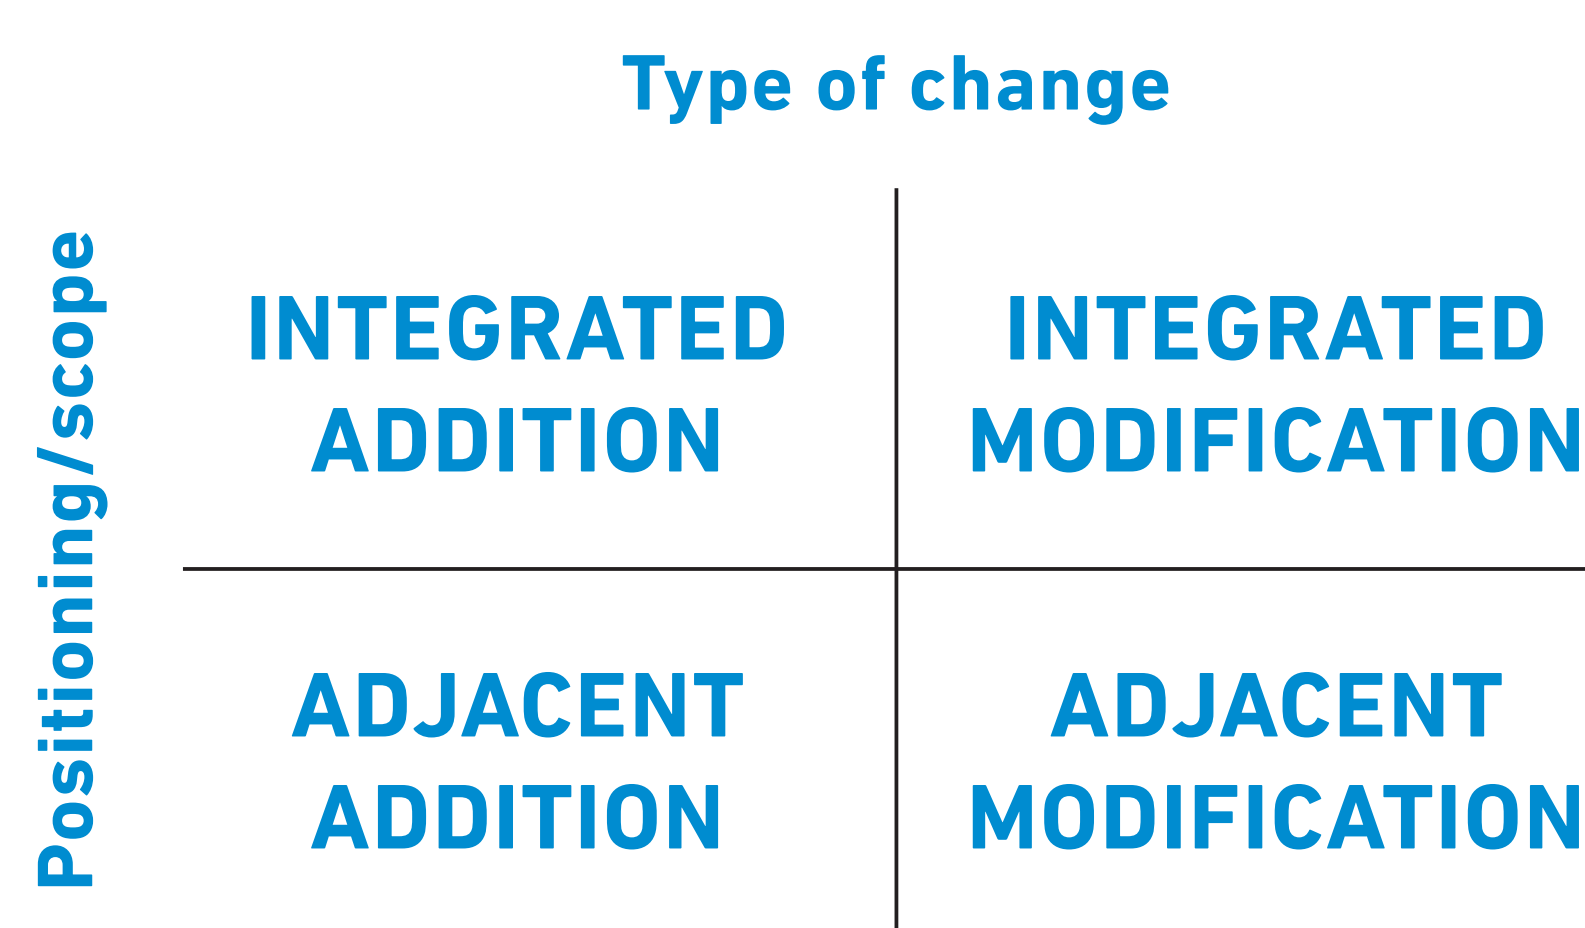 Type of change
Positioning/scope
INTEGRATED
ADDITION
INTEGRATED
MODIFICATION
ADJACENT
ADDITION
ADJACENT
MODIFICATION